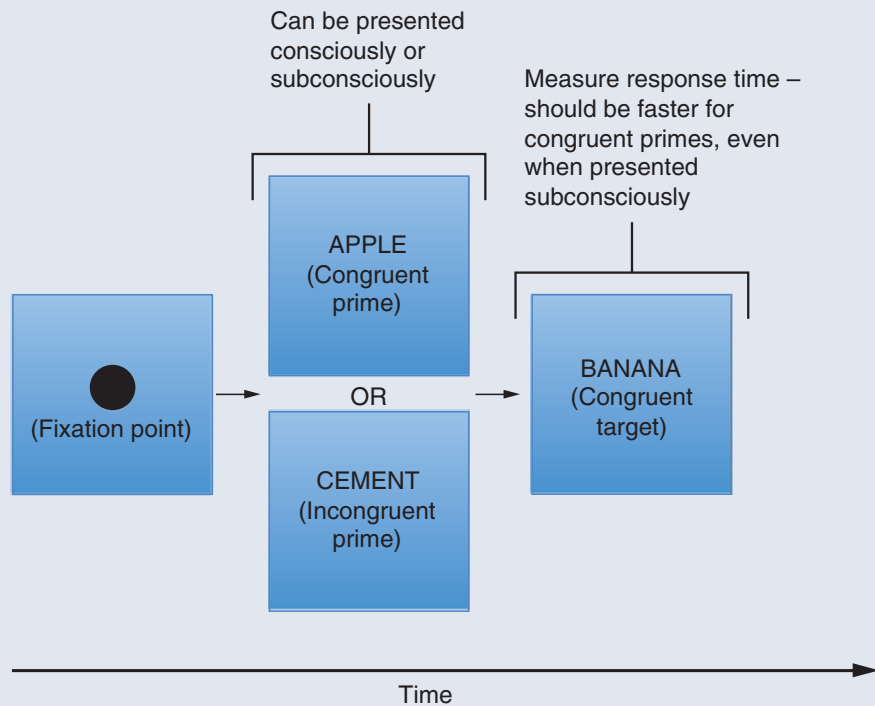 Can be presented
consciously or
subconsciously
Measure response time –
should be faster for
congruent primes, even
when presented
subconsciously
(Fixation point)
APPLE
(Congruent
prime)
OR
CEMENT
(Incongruent
prime)
BANANA
(Congruent
target)
Time